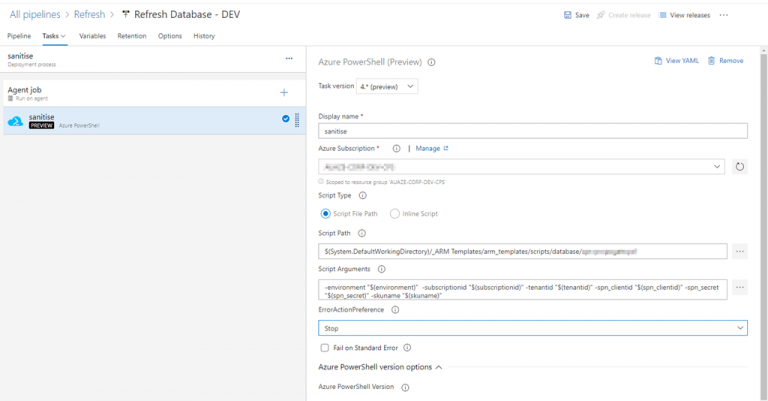 All pipelines > Refresh > Refresh Database - DEV
Save Create release View releases ...
Pipeline Tasks Variables Retention Options History
sanitise
Deployment process
...
Agent job
Run on agent
+
sanitise
PREVIEW Azure PowerShell
Azure PowerShell (Preview)
View YAML Remove
Task version 4.* (preview)
Display name *
sanitise
Azure Subscription * | Manage
Scoped to resource group 'AUAZE-CORP-DEV-CPS'
Script Type
Script File Path Inline Script
Script Path
$(System.DefaultWorkingDirectory)/_ARM Templates/arm_templates/scripts/database/
...
Script Arguments
-environment "$(environment)" -subscriptionid "$(subscriptionid)" -tenantid "$(tenantid)" -spn_clientid "$(spn_clientid)" -spn_secret
"$(spn_secret)" -skuname "$(skuname)"
...
ErrorActionPreference
Stop
Fail on Standard Error
Azure PowerShell version options
Azure PowerShell Version